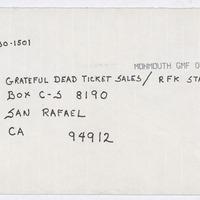 30-1501
MONMOUTH GMF 0
GRATEFUL DEAD TICKET SALES / RFK STA
BOX C-S 8190
SAN RAFAEL
CA 94912